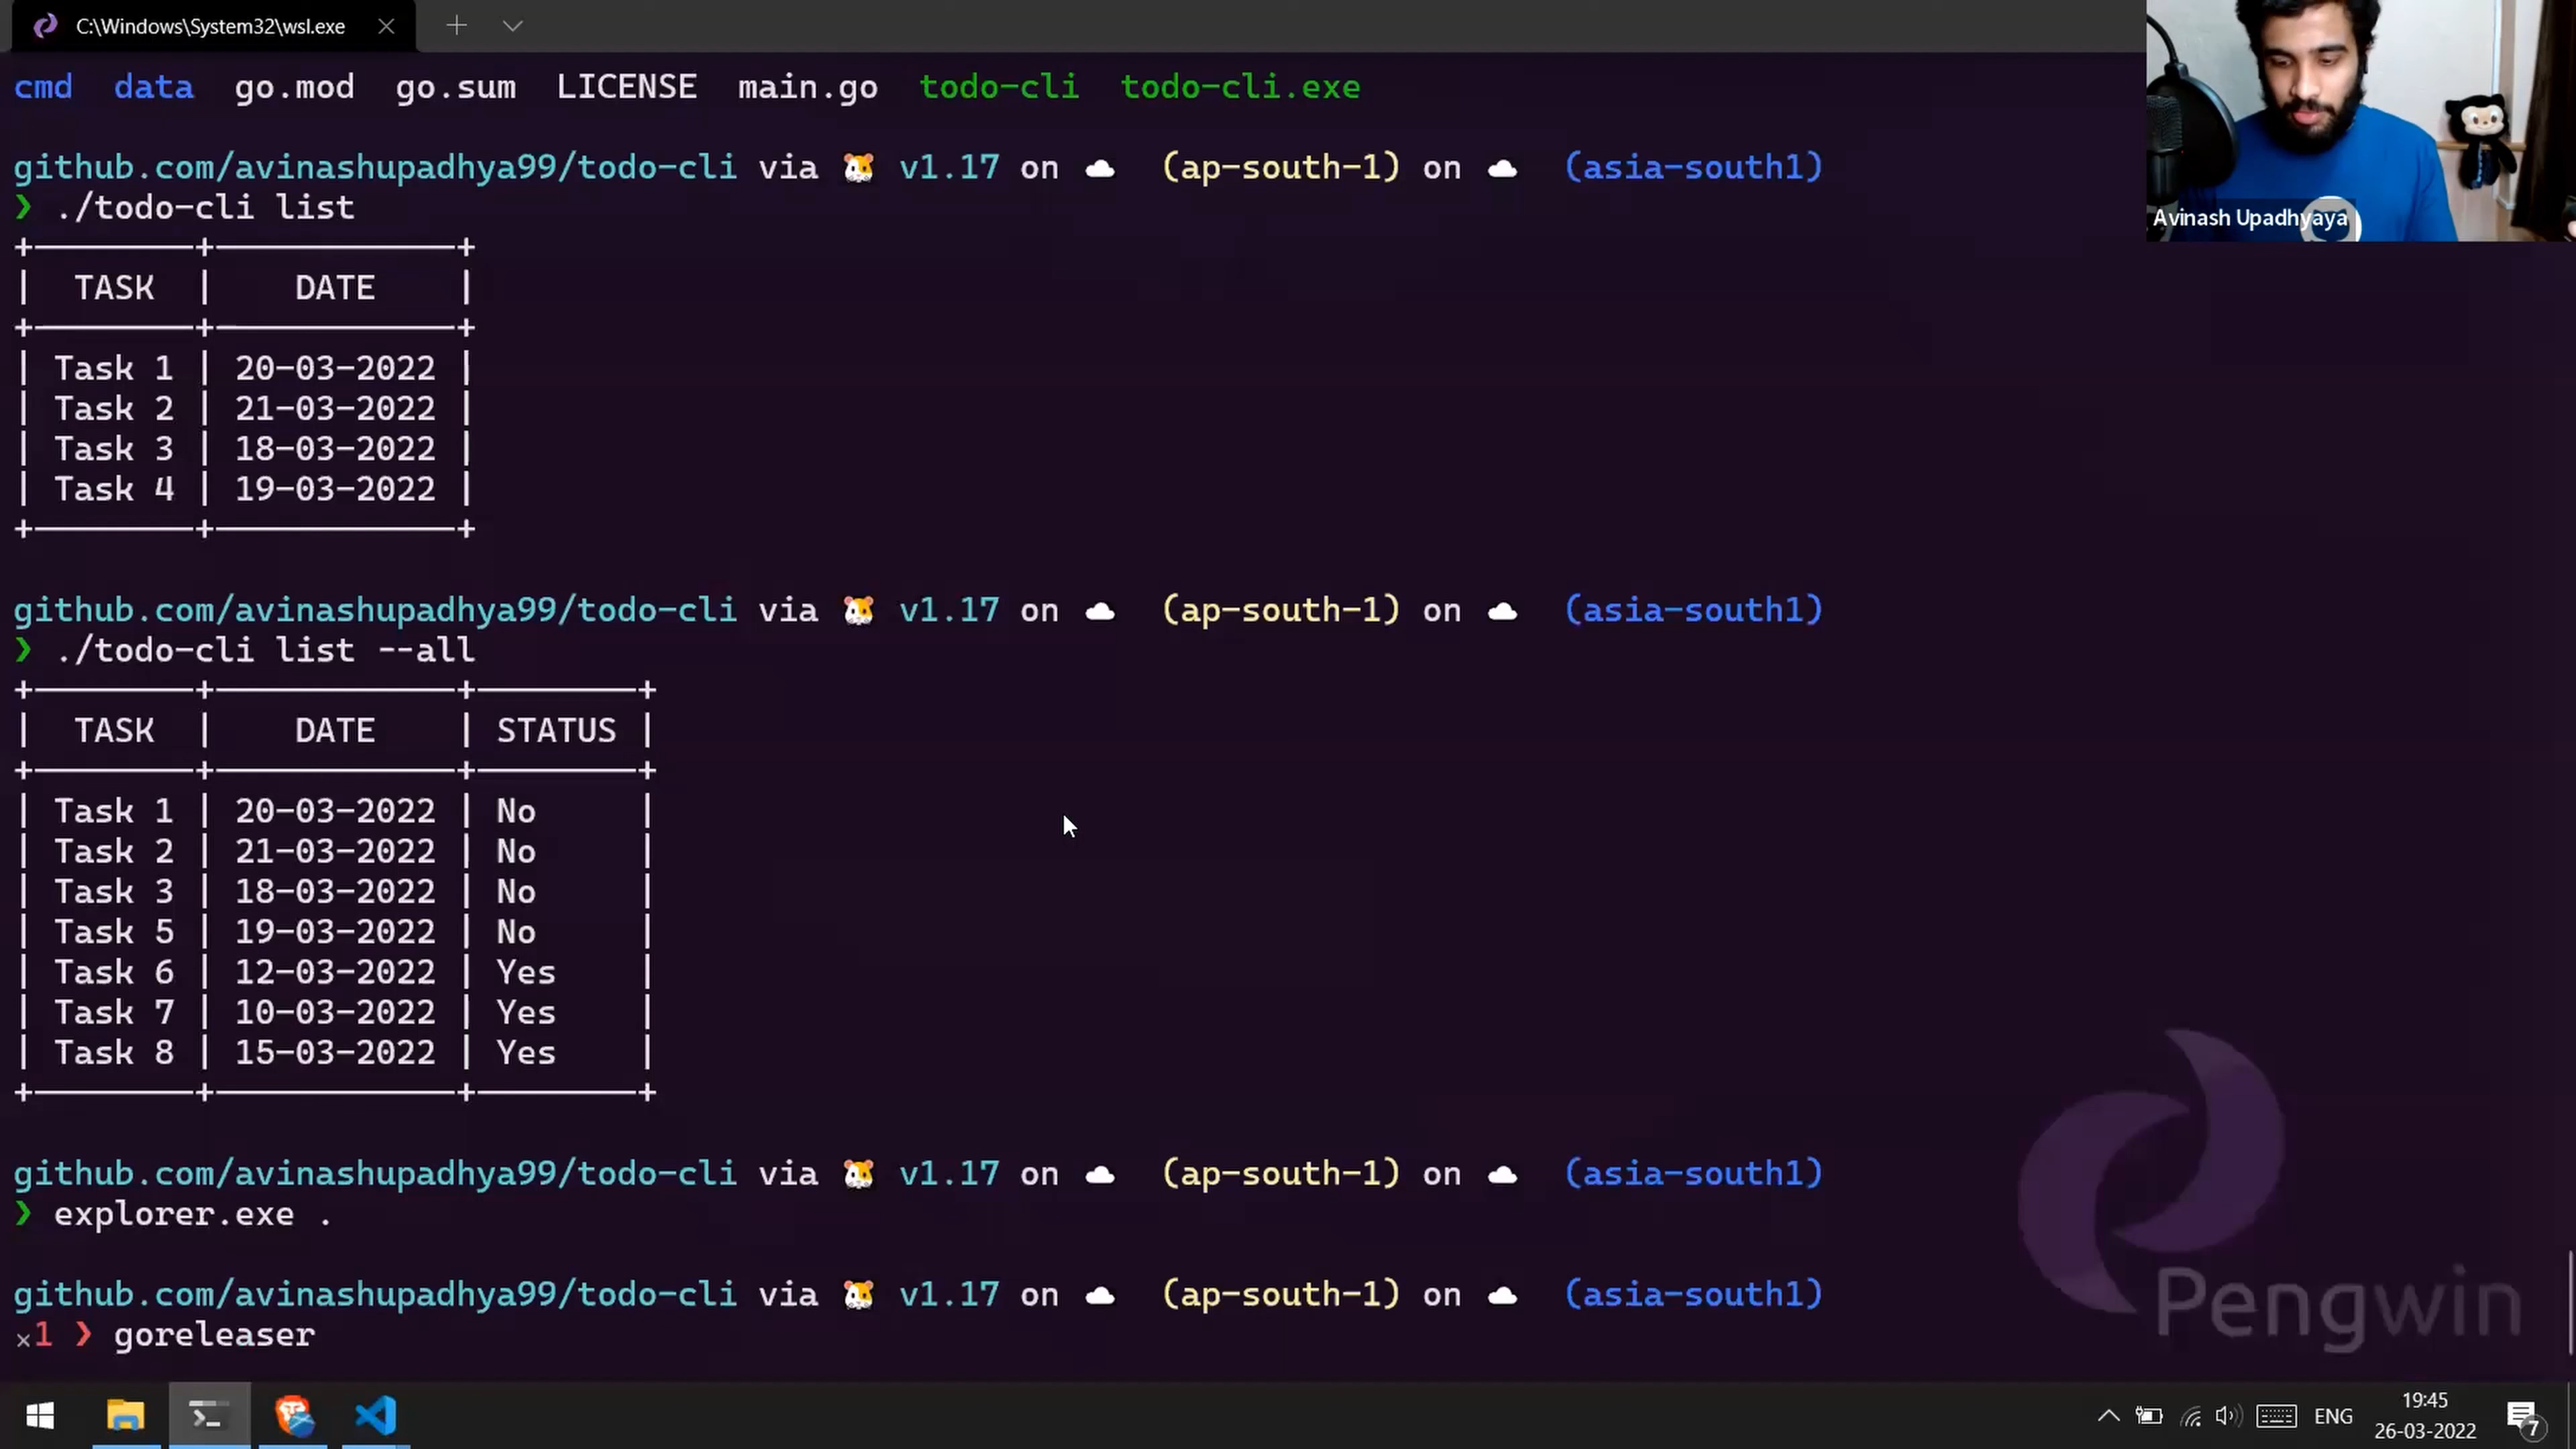 C:\Windows\System32\wsl.exe
cmd data go.mod go.sum LICENSE main.go todo-cli todo-cli.exe
github.com/avinashupadhya99/todo-cli via v1.17 on (ap-south-1) on (asia-south1)
❯ ./todo-cli list
| TASK | DATE |
| Task 1 | 20-03-2022 |
| Task 2 | 21-03-2022 |
| Task 3 | 18-03-2022 |
| Task 4 | 19-03-2022 |
github.com/avinashupadhya99/todo-cli via v1.17 on (ap-south-1) on (asia-south1)
❯ ./todo-cli list --all
| TASK | DATE | STATUS |
| Task 1 | 20-03-2022 | No |
| Task 2 | 21-03-2022 | No |
| Task 3 | 18-03-2022 | No |
| Task 5 | 19-03-2022 | No |
| Task 6 | 12-03-2022 | Yes |
| Task 7 | 10-03-2022 | Yes |
| Task 8 | 15-03-2022 | Yes |
github.com/avinashupadhya99/todo-cli via v1.17 on (ap-south-1) on (asia-south1)
❯ explorer.exe .
github.com/avinashupadhya99/todo-cli via v1.17 on (ap-south-1) on (asia-south1)
×1 ❯ goreleaser
Avinash Upadhyaya
Pengwin
ENG
19:45
26-03-2022
7